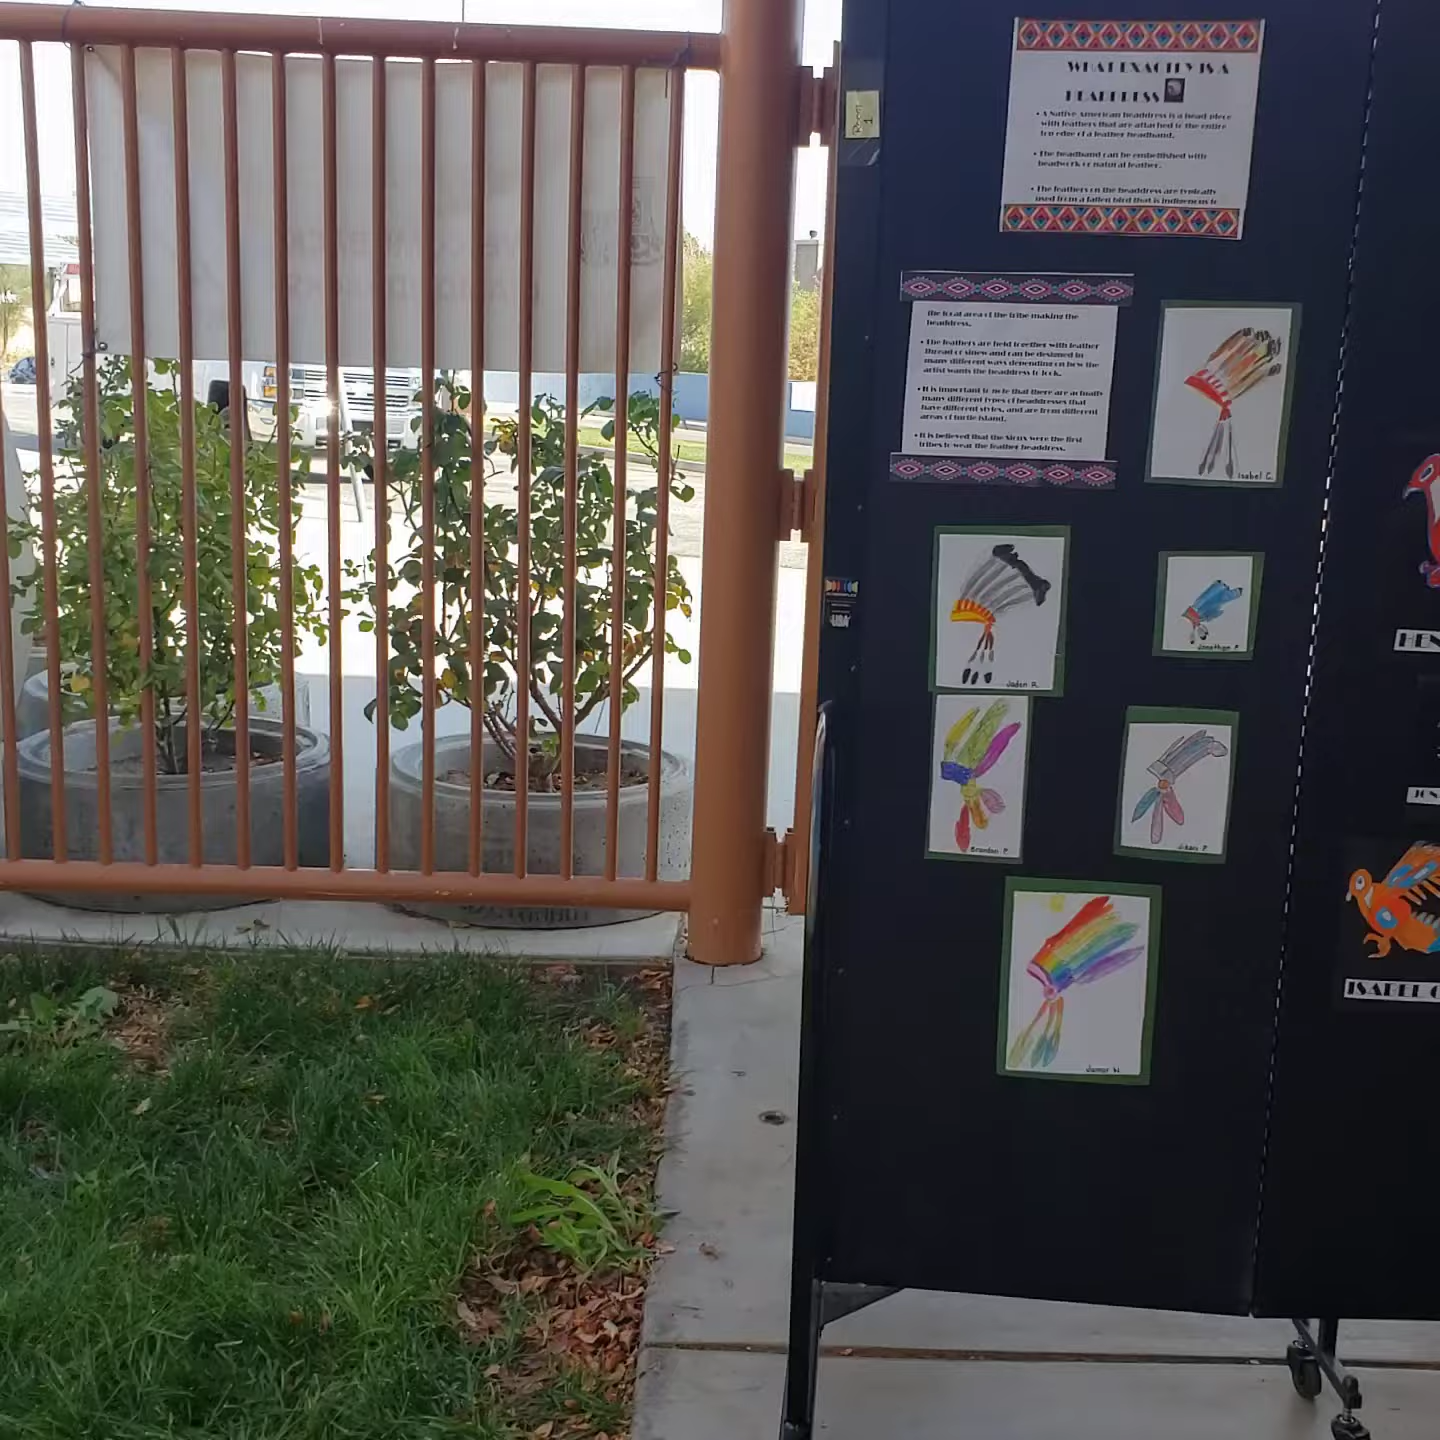 Room
1
WHAT EXACTLY IS A
HEADDRESS
• A Native American headdress is a head-piece
with feathers that are attached to the entire
top edge of a leather headband.
• The headband can be embellished with
beadwork or natural leather.
• The feathers on the headdress are typically
used from a fallen bird that is indigenous to
the local area of the tribe making the
headdress.
• The feathers are held together with leather
thread or sinew and can be designed in
many different ways depending on how the
artist wants the headdress to look.
• It is important to note that there are actually
many different types of headdresses that
have different styles, and are from different
areas of turtle island.
• It is believed that the Sioux were the first
tribes to wear the feather headdress.
Isabel C.
Jaden R.
Jonathan P.
Brandon P.
Jamar W.
USA
HEN
JON
ISABEL C